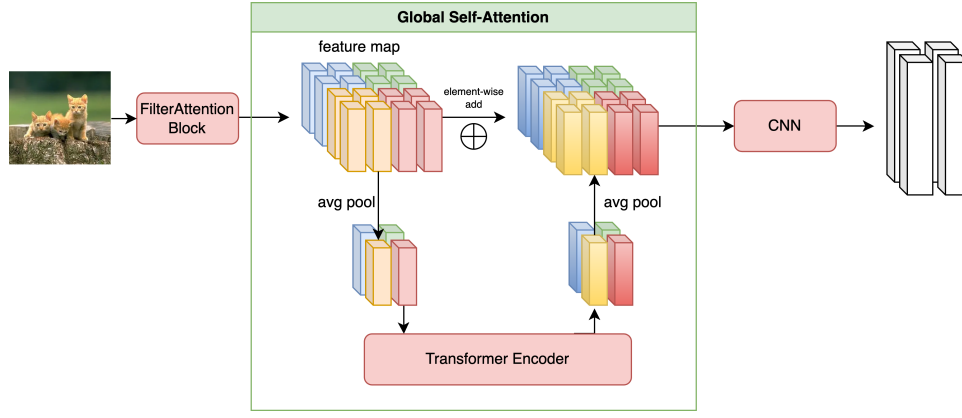 Global Self-Attention
feature map
FilterAttention
Block
element-wise
add
CNN
avg pool
avg pool
Transformer Encoder